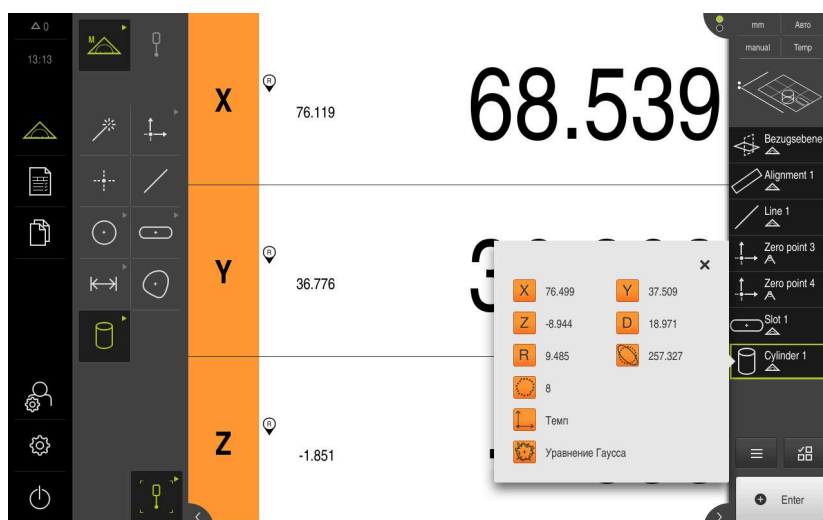 0
13:13
M
X
R
76.119
68.539
Y
R
36.776
Z
R
-1.851
mm
Авто
manual
Temp
Bezugsebene
Alignment 1
Line 1
Zero point 3
Zero point 4
Slot 1
Cylinder 1
X 76.499 Y 37.509
Z -8.944 D 18.971
R 9.485 257.327
8
Темп
Уравнение Гаусса
Enter